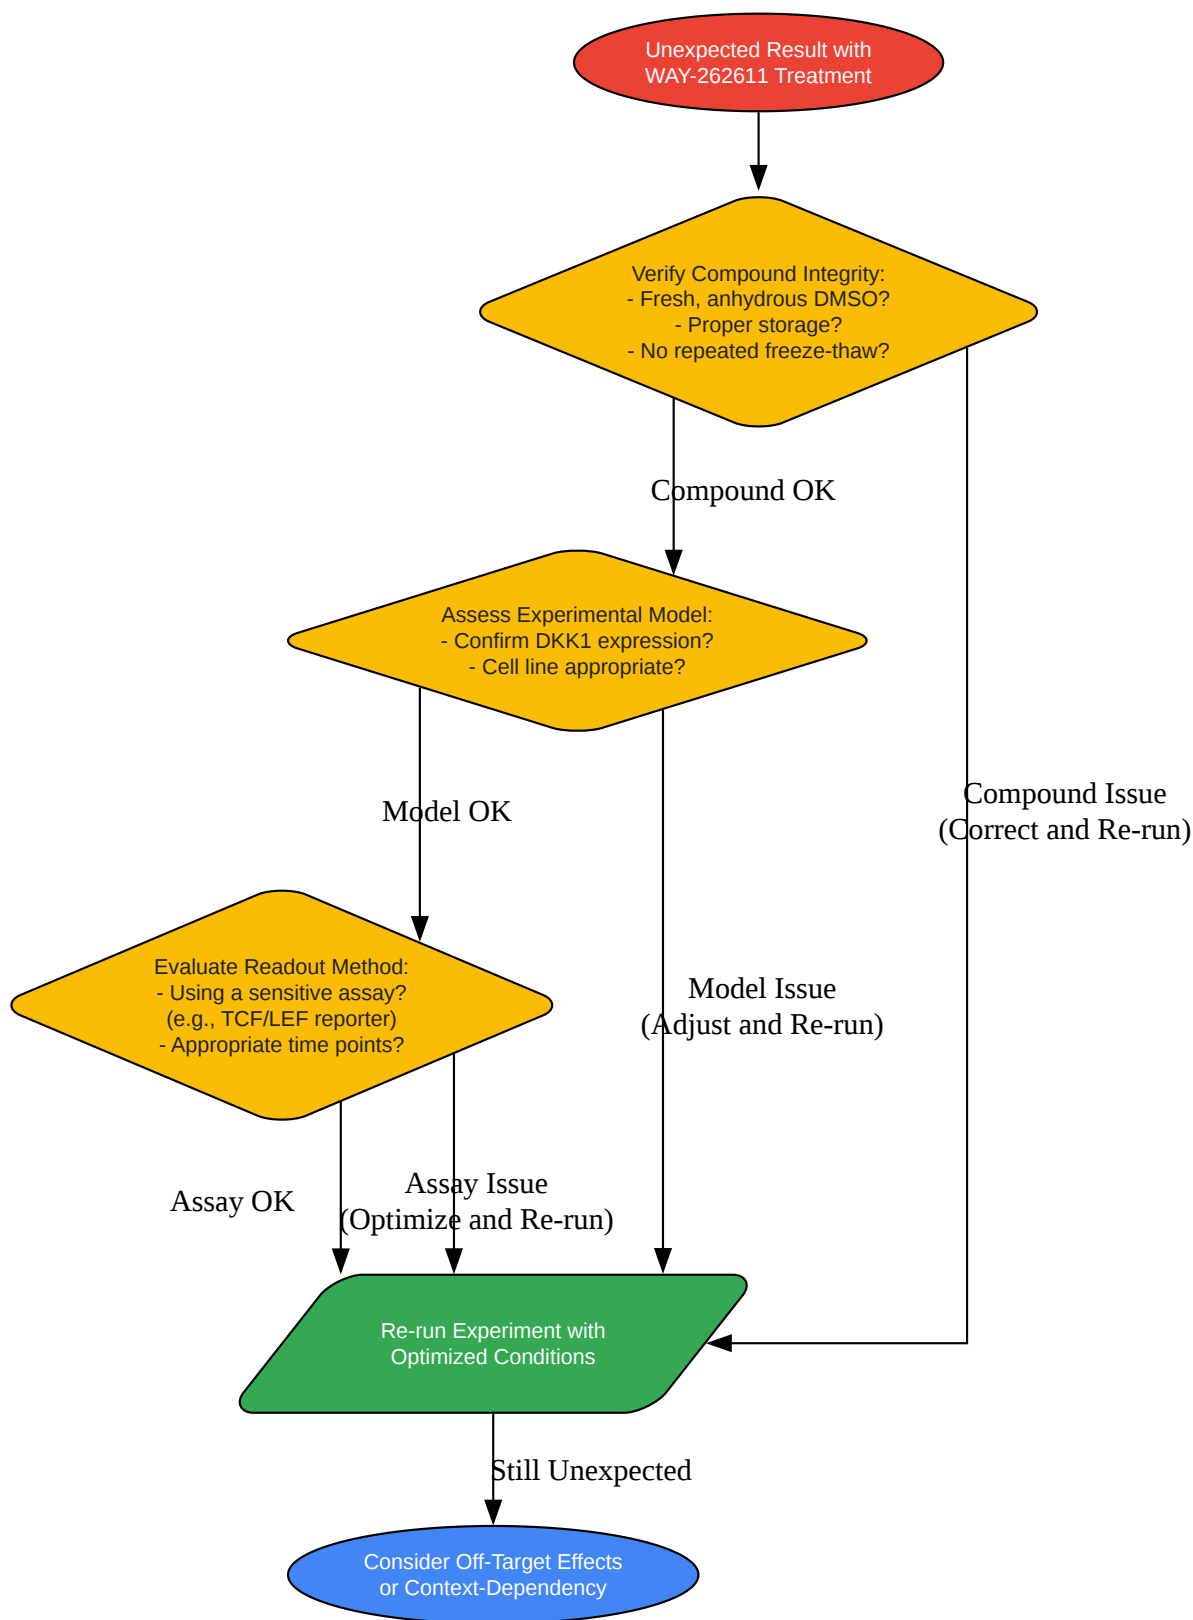 Unexpected Result with
WAY-262611 Treatment
Verify Compound Integrity:
- Fresh, anhydrous DMSO?
- Proper storage?
- No repeated freeze-thaw?
Compound OK
Assess Experimental Model:
- Confirm DKK1 expression?
- Cell line appropriate?
Model OK
Compound Issue
(Correct and Re-run)
Evaluate Readout Method:
- Using a sensitive assay?
(e.g., TCF/LEF reporter)
- Appropriate time points?
Model Issue
(Adjust and Re-run)
Assay OK
Assay Issue
(Optimize and Re-run)
Re-run Experiment with
Optimized Conditions
Still Unexpected
Consider Off-Target Effects
or Context-Dependency